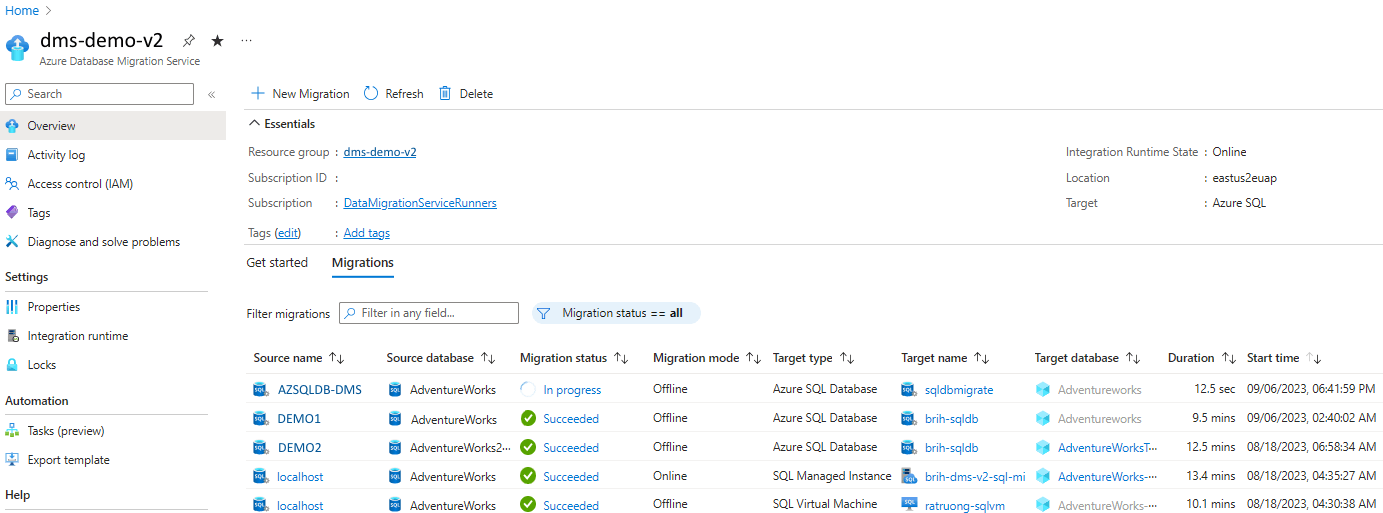 Home
dms-demo-v2
Azure Database Migration Service
Search
Overview
Activity log
Access control (IAM)
Tags
Diagnose and solve problems
Settings
Properties
Integration runtime
Locks
Automation
Tasks (preview)
Export template
Help
New Migration Refresh Delete
Essentials
Resource group : dms-demo-v2
Subscription ID :
Subscription : DataMigrationServiceRunners
Tags (edit) : Add tags
Integration Runtime State : Online
Location : eastus2euap
Target : Azure SQL
Get started Migrations
Filter migrations Filter in any field... Migration status == all
Source name Source database Migration status Migration mode Target type Target name Target database Duration Start time
AZSQLDB-DMS AdventureWorks In progress Offline Azure SQL Database sqldbmigrate Adventureworks 12.5 sec 09/06/2023, 06:41:59 PM
DEMO1 AdventureWorks Succeeded Offline Azure SQL Database brih-sqldb Adventureworks 9.5 mins 09/06/2023, 02:40:02 AM
DEMO2 AdventureWorks2··· Succeeded Offline Azure SQL Database brih-sqldb AdventureWorksT··· 12.5 mins 08/18/2023, 06:58:34 AM
localhost AdventureWorks Succeeded Online SQL Managed Instance brih-dms-v2-sql-mi AdventureWorks-··· 13.4 mins 08/18/2023, 04:35:27 AM
localhost AdventureWorks Succeeded Offline SQL Virtual Machine ratruong-sqlvm AdventureWorks-··· 10.1 mins 08/18/2023, 04:30:38 AM